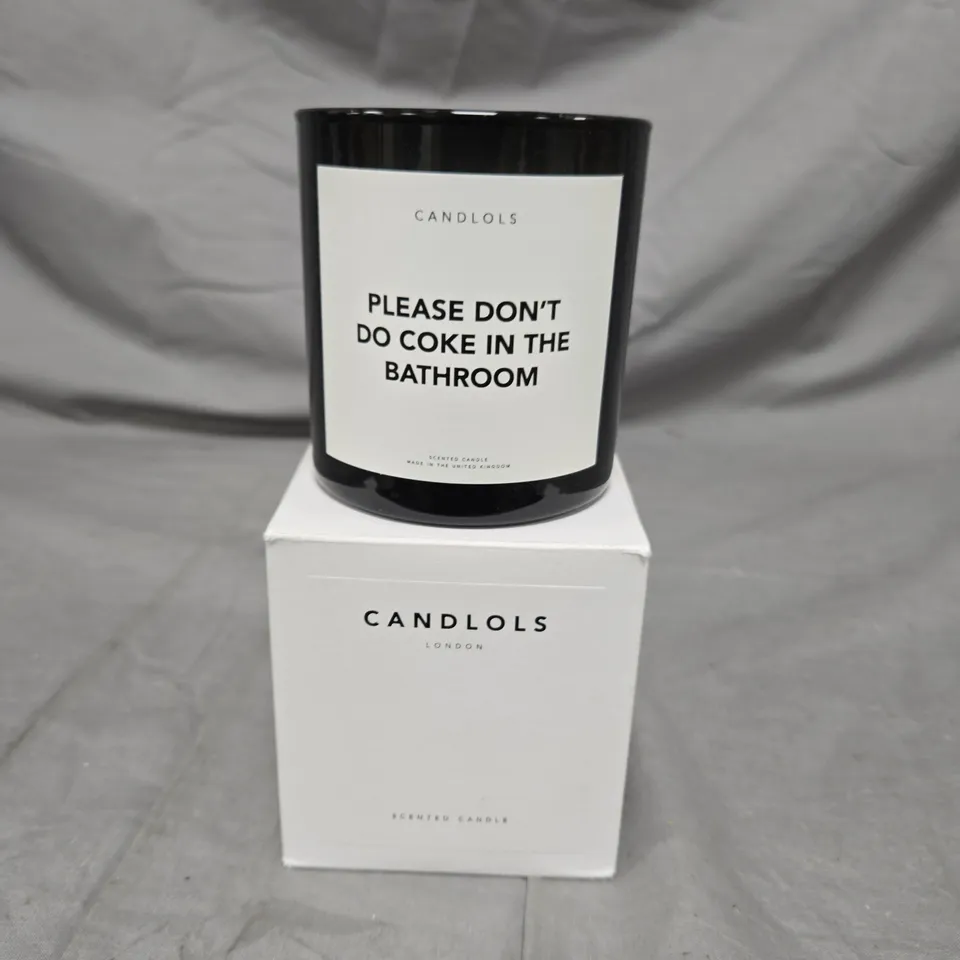 CANDLOLS
PLEASE DON'T
DO COKE IN THE
BATHROOM
SCENTED CANDLE
MADE IN THE UNITED KINGDOM
CANDLOLS
LONDON
SCENTED CANDLE